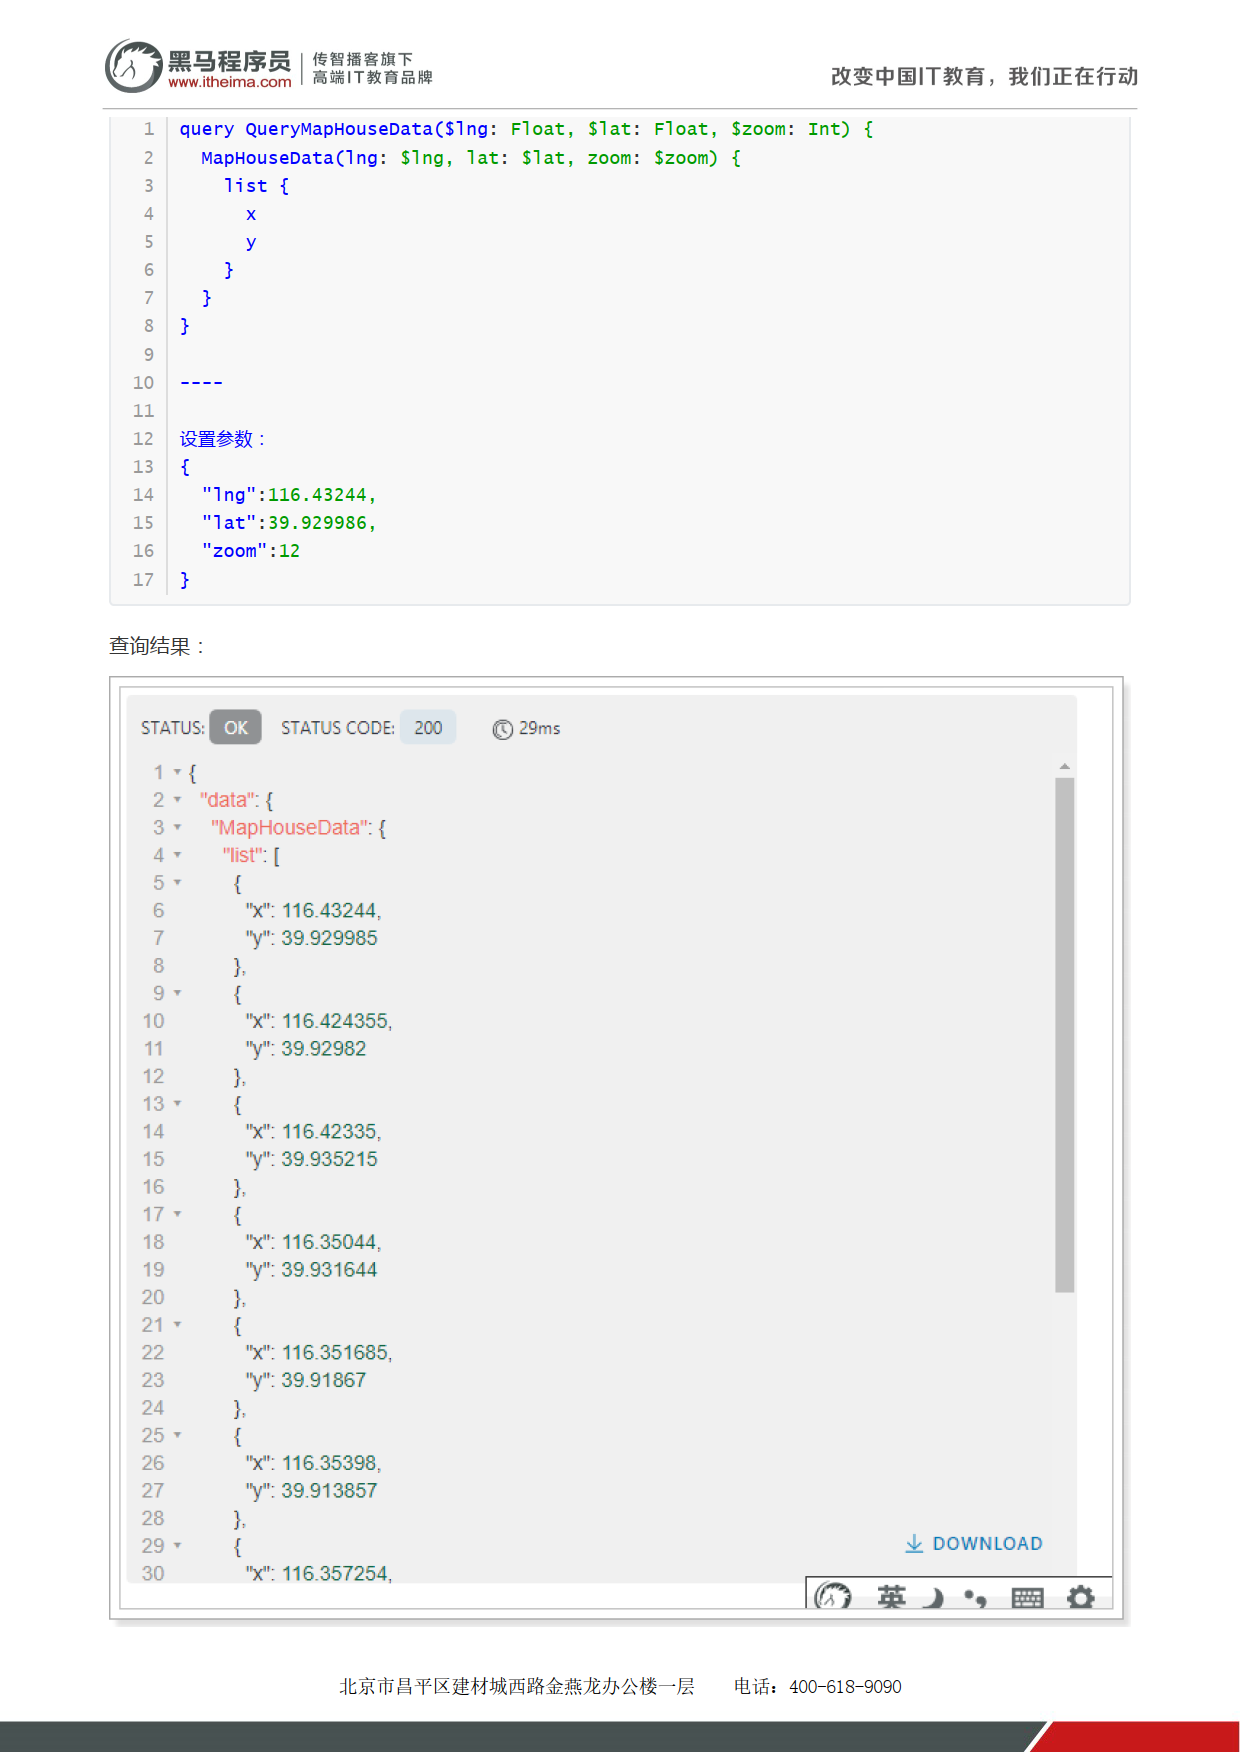 黑马程序员
www.itheima.com
传智播客旗下
高端IT教育品牌
改变中国IT教育，我们正在行动
1 query QueryMapHouseData($lng: Float, $lat: Float, $zoom: Int) {
2   MapHouseData(lng: $lng, lat: $lat, zoom: $zoom) {
3     list {
4       x
5       y
6     }
7   }
8 }
9
10 ----
11
12 设置参数：
13 {
14   "lng":116.43244,
15   "lat":39.929986,
16   "zoom":12
17 }
查询结果：
STATUS: OK STATUS CODE: 200 29ms
1 {
2 "data": {
3 "MapHouseData": {
4 "list": [
5 {
6 "x": 116.43244,
7 "y": 39.929985
8 },
9 {
10 "x": 116.424355,
11 "y": 39.92982
12 },
13 {
14 "x": 116.42335,
15 "y": 39.935215
16 },
17 {
18 "x": 116.35044,
19 "y": 39.931644
20 },
21 {
22 "x": 116.351685,
23 "y": 39.91867
24 },
25 {
26 "x": 116.35398,
27 "y": 39.913857
28 },
29 {
30 "x": 116.357254,
DOWNLOAD
英
北京市昌平区建材城西路金燕龙办公楼一层 电话：400-618-9090